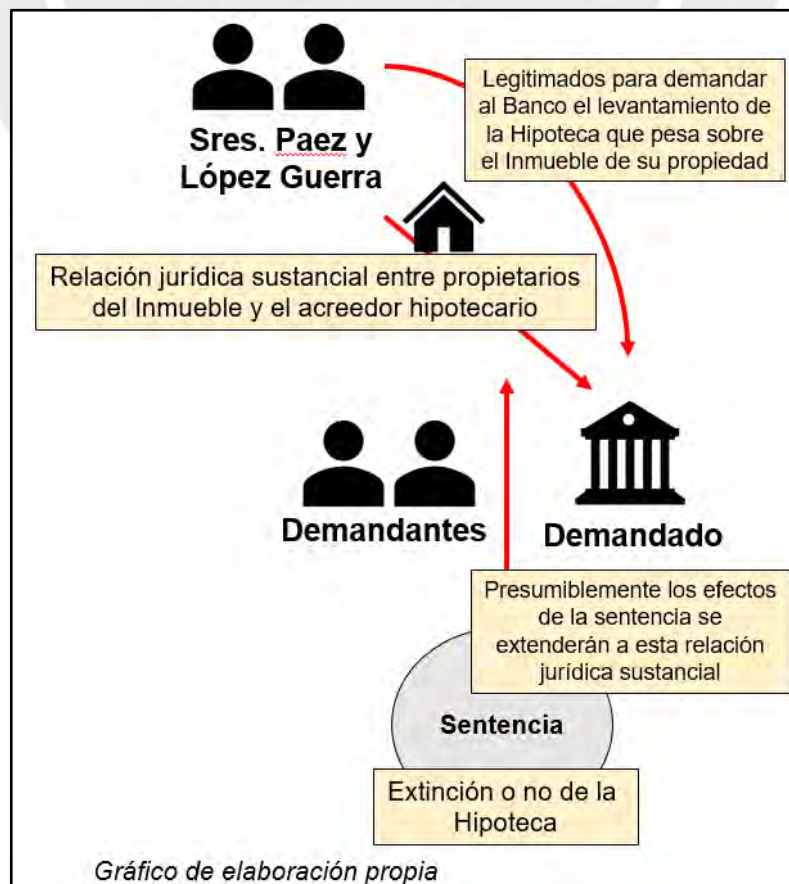 Sres. Paez y
López Guerra
Legitimados para demandar
al Banco el levantamiento de
la Hipoteca que pesa sobre
el Inmueble de su propiedad
Relación jurídica sustancial entre propietarios
del Inmueble y el acreedor hipotecario
Demandantes
Demandado
Presumiblemente los efectos
de la sentencia se
extenderán a esta relación
jurídica sustancial
Sentencia
Extinción o no de la
Hipoteca
Gráfico de elaboración propia